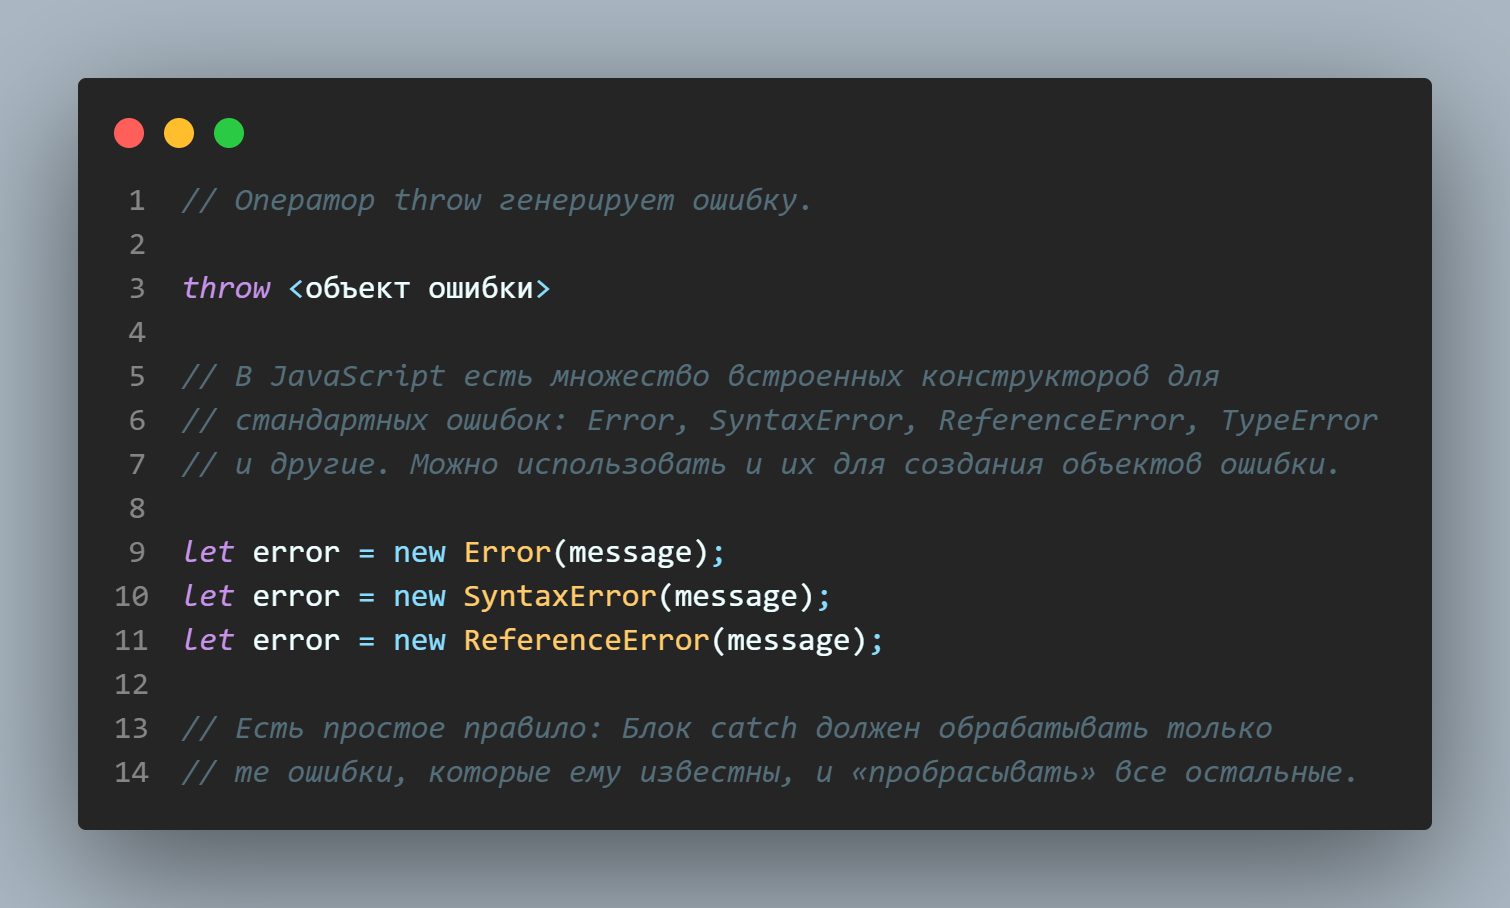 1 // Оператор throw генерирует ошибку.
2
3 throw <объект ошибки>
4
5 // В JavaScript есть множество встроенных конструкторов для
6 // стандартных ошибок: Error, SyntaxError, ReferenceError, TypeError
7 // и другие. Можно использовать и их для создания объектов ошибки.
8
9 let error = new Error(message);
10 let error = new SyntaxError(message);
11 let error = new ReferenceError(message);
12
13 // Есть простое правило: Блок catch должен обрабатывать только
14 // те ошибки, которые ему известны, и «пробрасывать» все остальные.